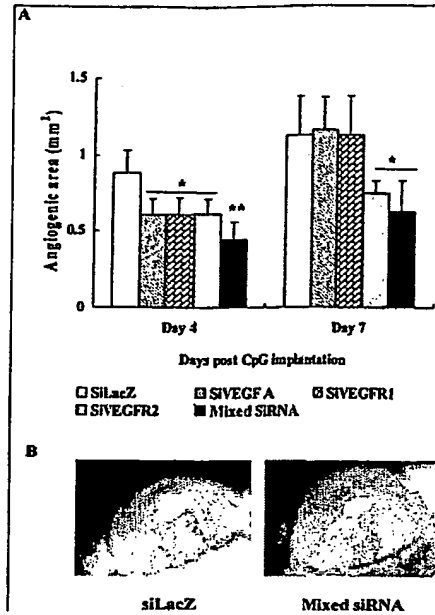 A
1.5
1
0.5
0
Angiogenic area (mm²)
*
**
*
Day 4
Day 7
Days post CpG implantation
SiLacZ
SiVEGF A
SiVEGFR1
SiVEGFR2
Mixed SiRNA
B
siLacZ
Mixed siRNA